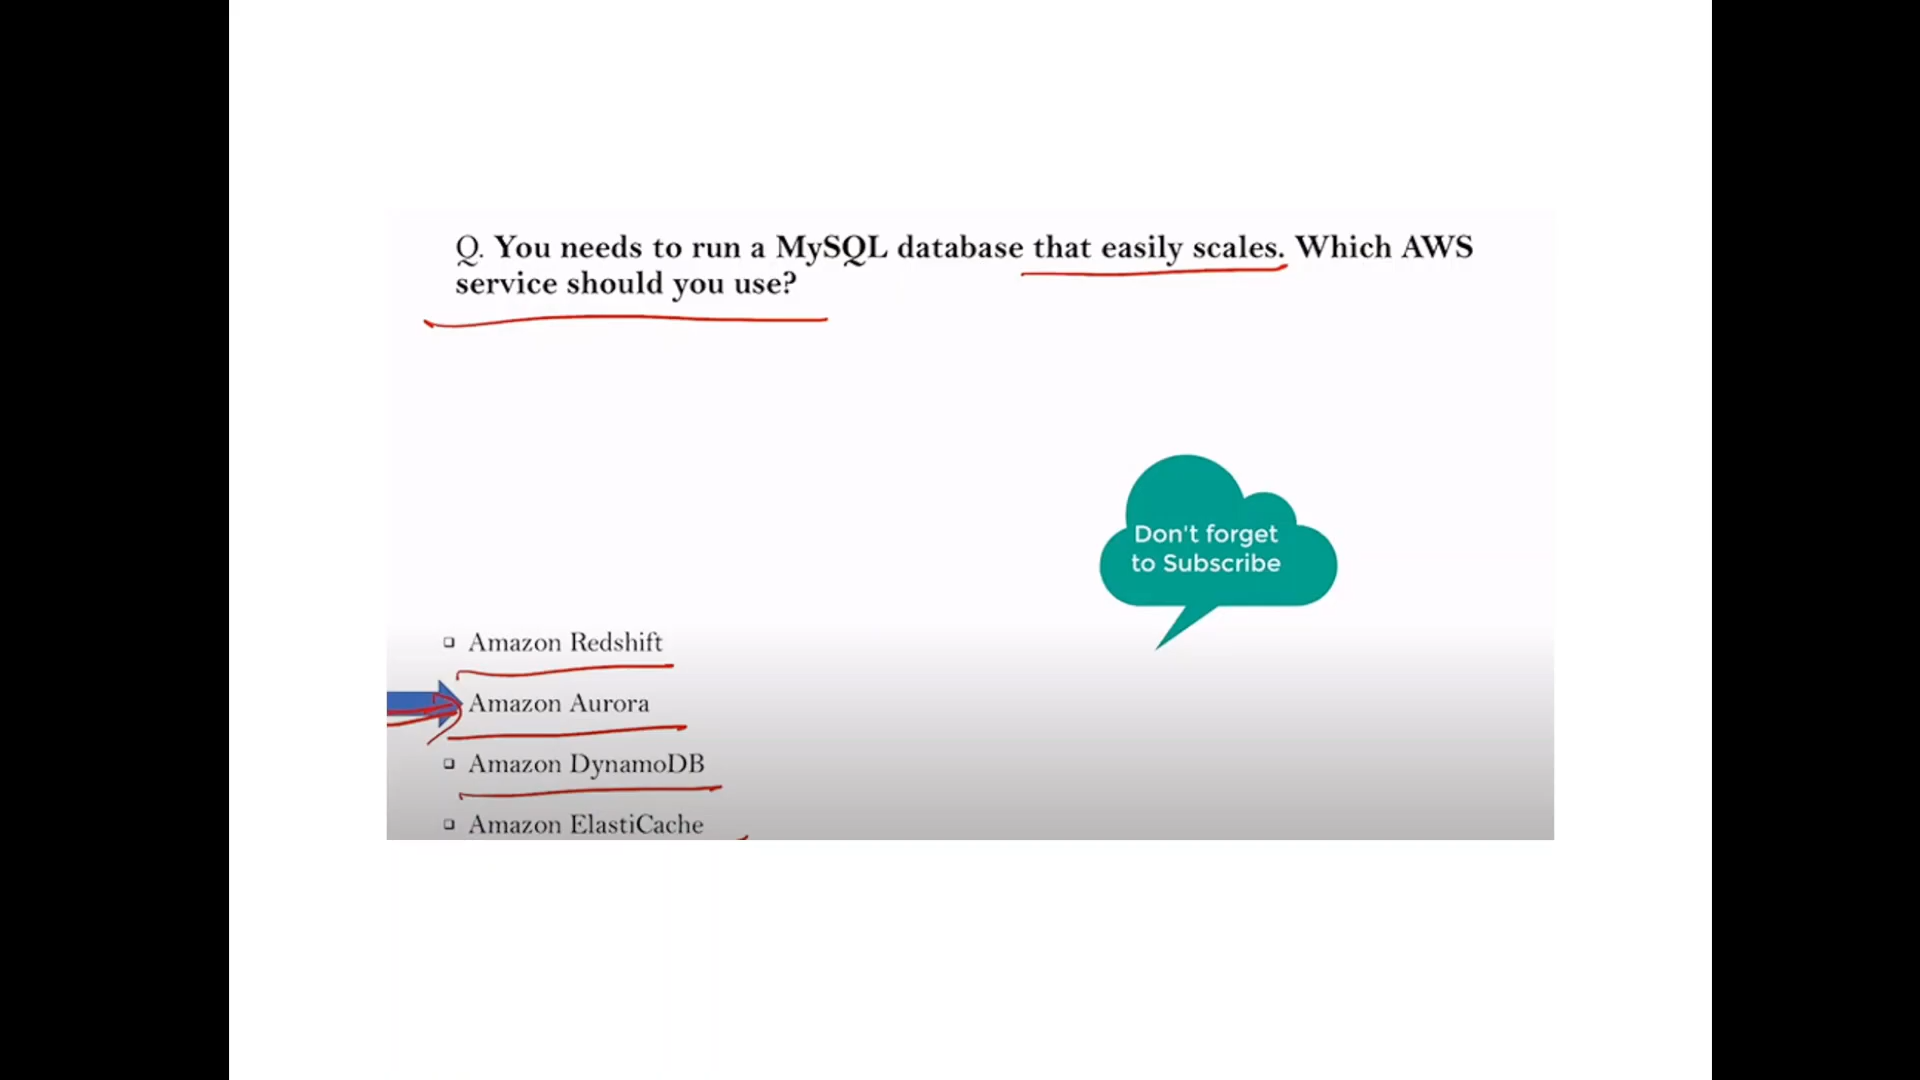 Q. You needs to run a MySQL database that easily scales. Which AWS
service should you use?
Don't forget
to Subscribe
Amazon Redshift
Amazon Aurora
Amazon DynamoDB
Amazon ElastiCache